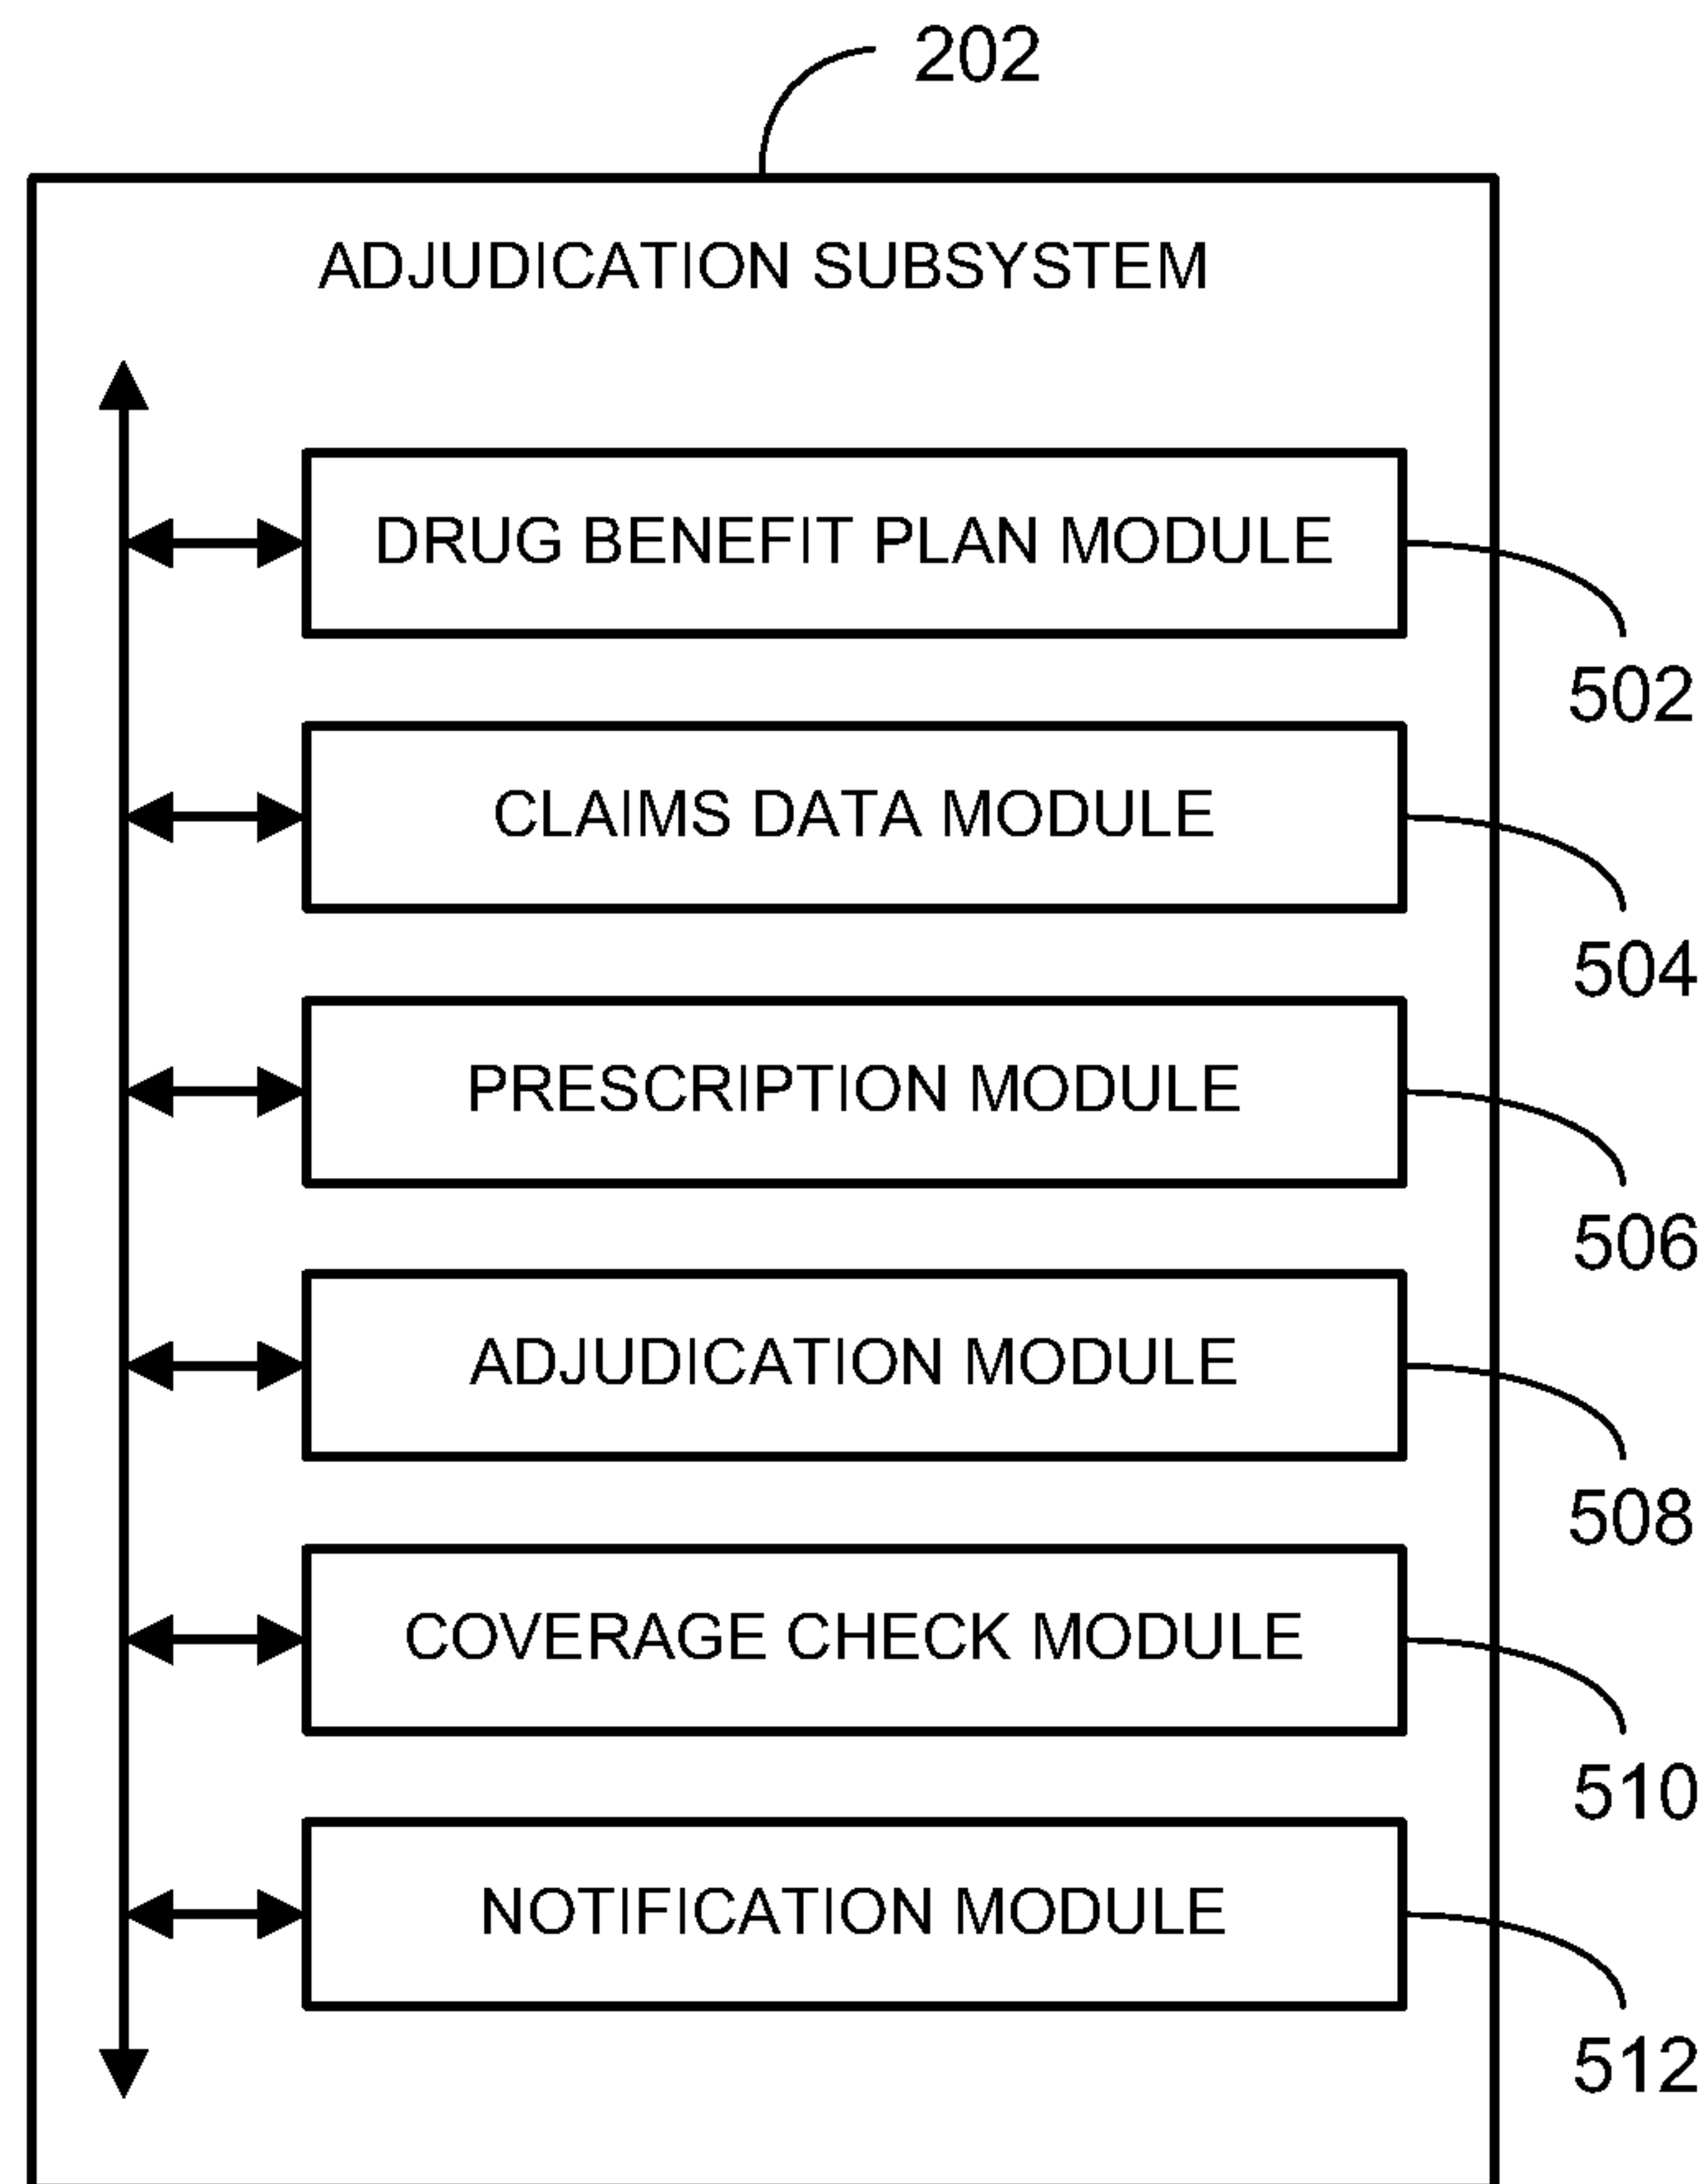 202
ADJUDICATION SUBSYSTEM
DRUG BENEFIT PLAN MODULE
502
CLAIMS DATA MODULE
504
PRESCRIPTION MODULE
506
ADJUDICATION MODULE
508
COVERAGE CHECK MODULE
510
NOTIFICATION MODULE
512